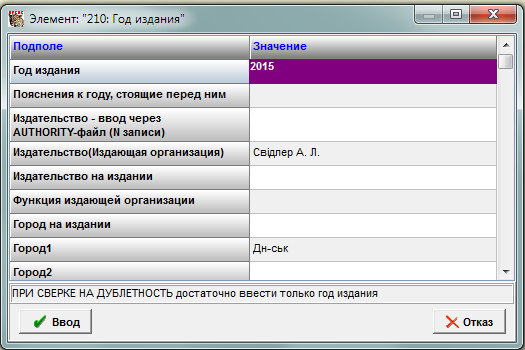 Элемент: "210: Год издания"
Подполе Значение
Год издания 2015
Пояснения к году, стоящие перед ним
Издательство - ввод через
AUTHORITY-файл (N записи)
Издательство(Издающая организация) Свідлер А. Л.
Издательство на издании
Функция издающей организации
Город на издании
Город1 Дн-ськ
Город2
ПРИ СВЕРКЕ НА ДУБЛЕТНОСТЬ достаточно ввести только год издания
Ввод Отказ